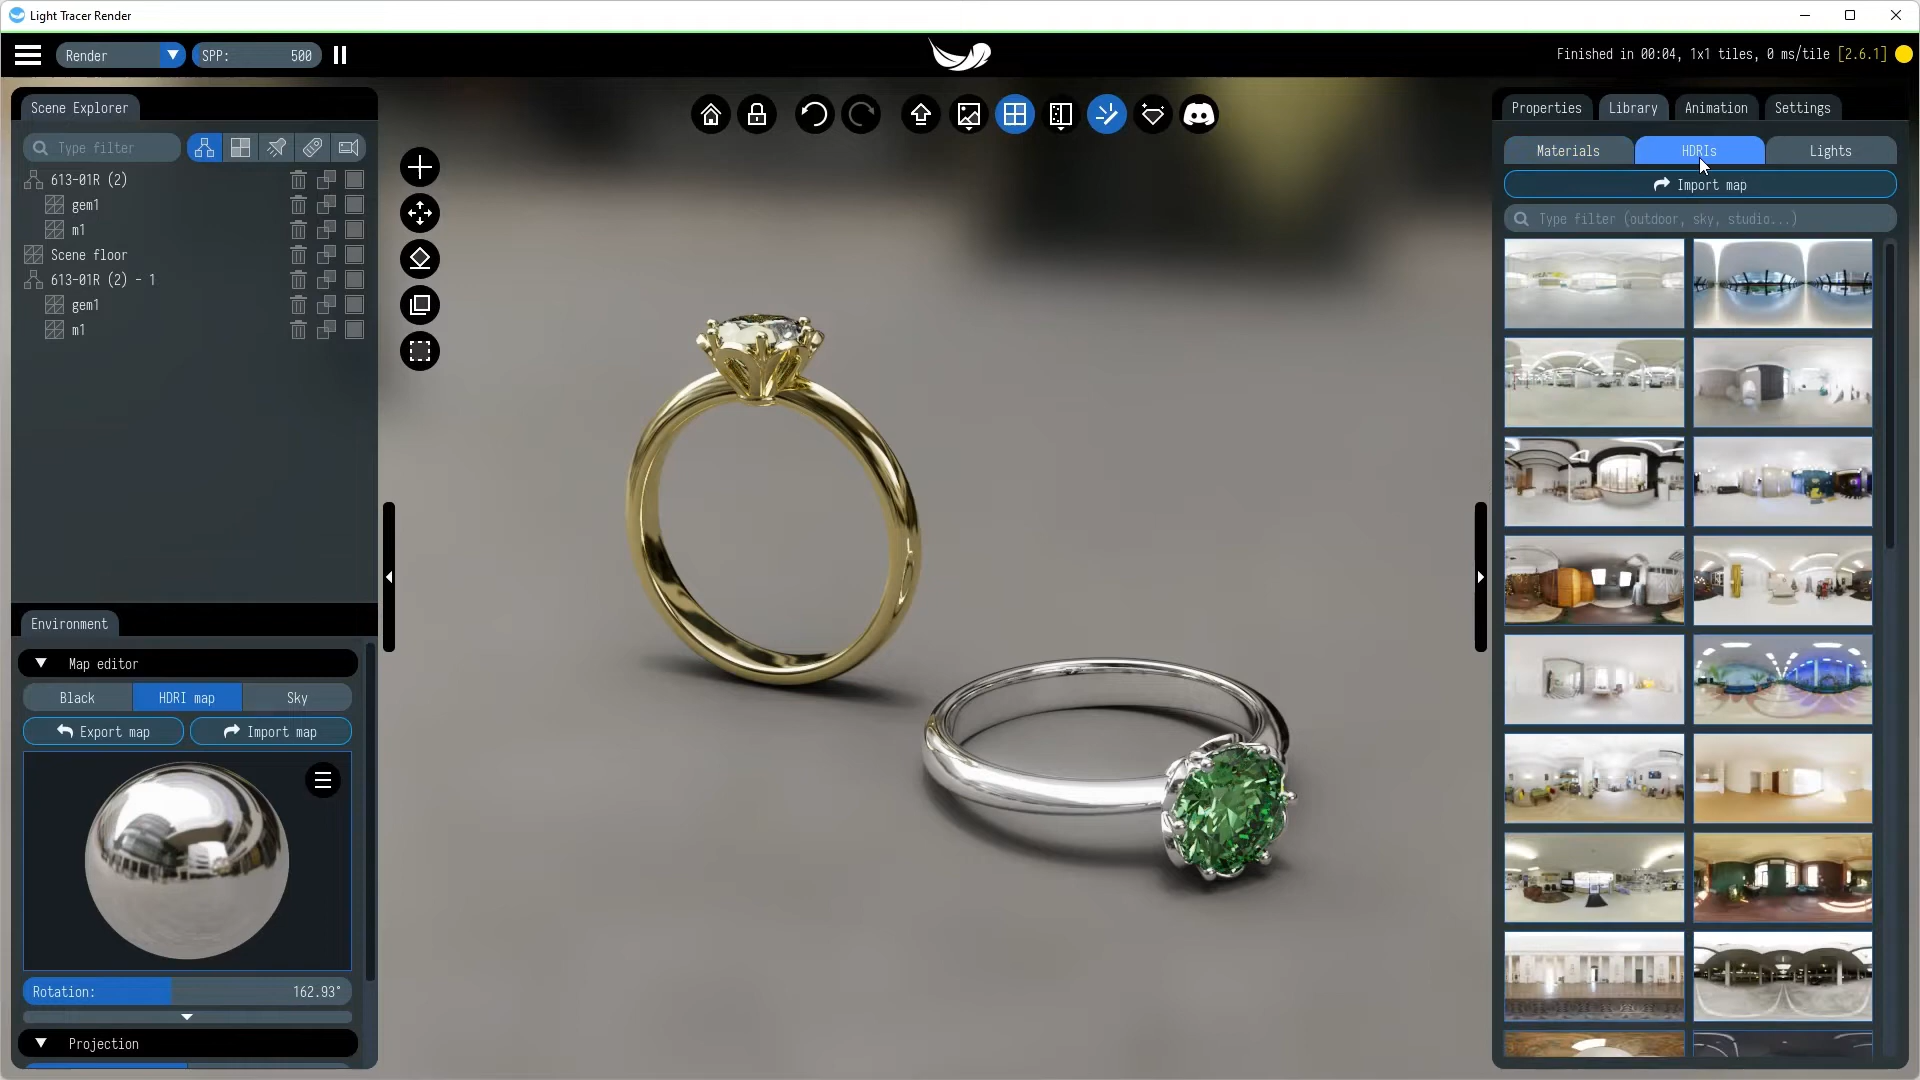 Light Tracer Render
Render
SPP: 500
Finished in 00:04, 1x1 tiles, 0 ms/tile [2.6.1]
Scene Explorer
Type filter
613-01R (2)
gem1
m1
Scene floor
613-01R (2) - 1
gem1
m1
Environment
Map editor
Black
HDRI map
Sky
Export map
Import map
Rotation: 162.93°
Projection
Properties
Library
Animation
Settings
Materials
HDRIs
Lights
Import map
Type filter (outdoor, sky, studio...)